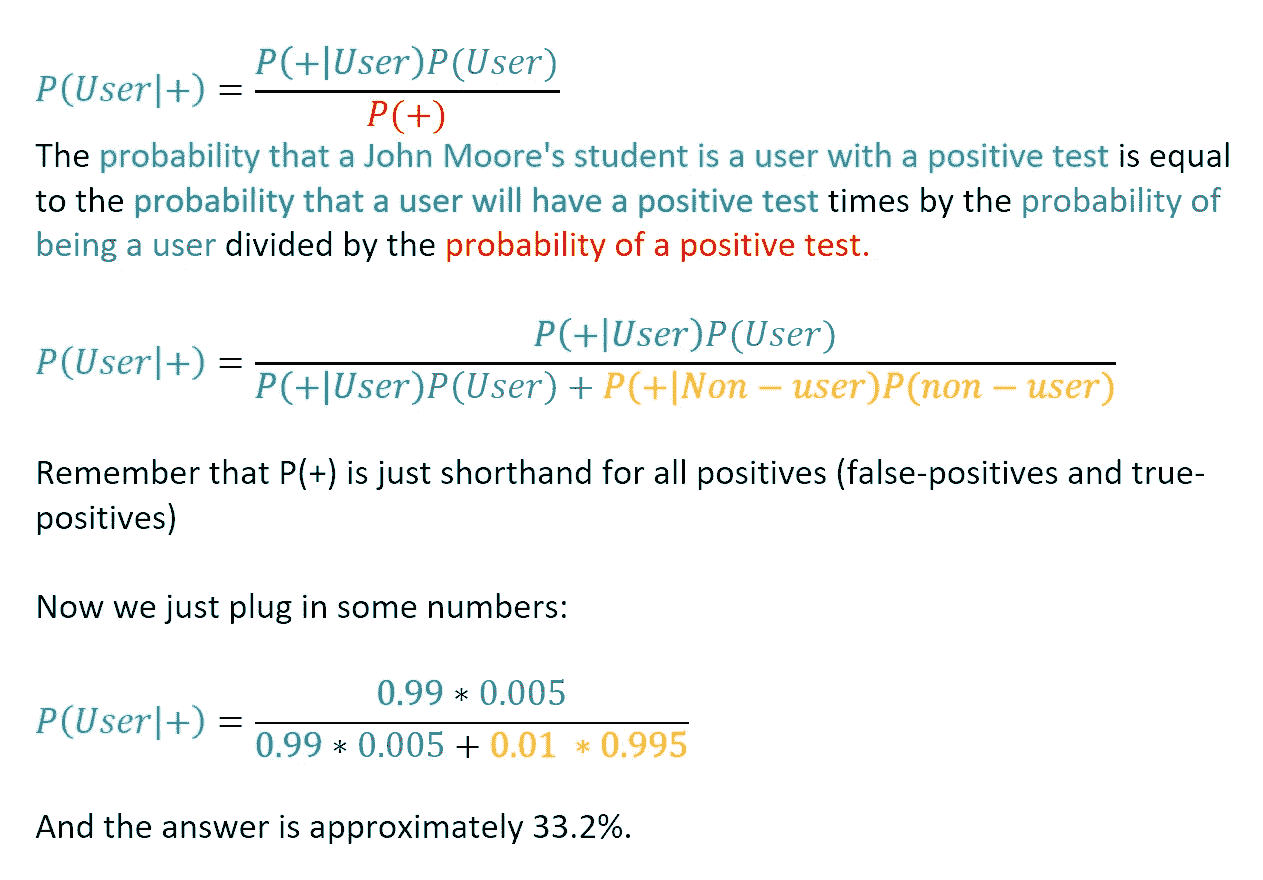 P(User|+) = P(+|User)P(User) / P(+)
The probability that a John Moore's student is a user with a positive test is equal
to the probability that a user will have a positive test times by the probability of
being a user divided by the probability of a positive test.
P(User|+) = P(+|User)P(User) / P(+|User)P(User) + P(+|Non − user)P(non − user)
Remember that P(+) is just shorthand for all positives (false-positives and true-
positives)
Now we just plug in some numbers:
P(User|+) = 0.99 * 0.005 / 0.99 * 0.005 + 0.01 * 0.995
And the answer is approximately 33.2%.